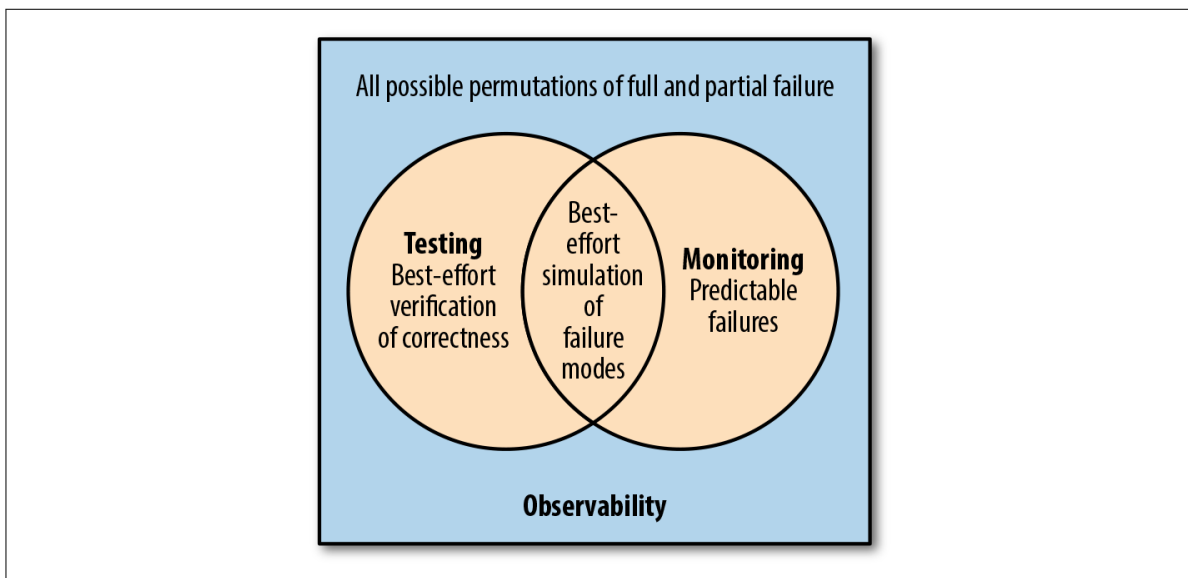 All possible permutations of full and partial failure
Testing
Best-effort
verification
of correctness
Best-
effort
simulation
of
failure
modes
Monitoring
Predictable
failures
Observability